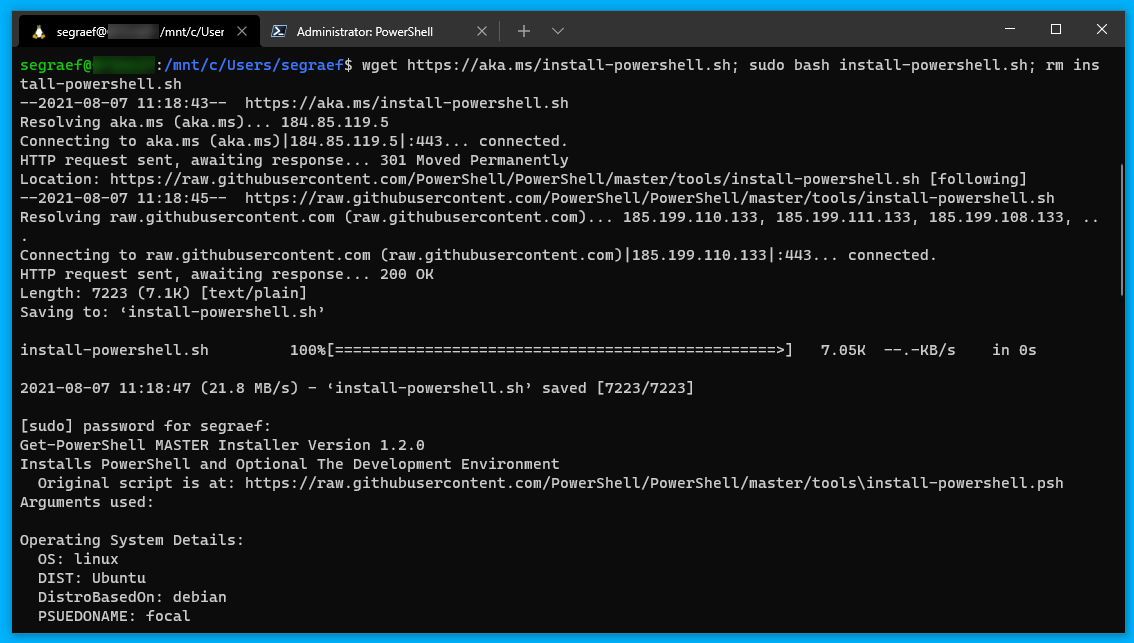 segraef@ /mnt/c/User
Administrator: PowerShell
segraef@ :/mnt/c/Users/segraef$ wget https://aka.ms/install-powershell.sh; sudo bash install-powershell.sh; rm ins
tall-powershell.sh
--2021-08-07 11:18:43--  https://aka.ms/install-powershell.sh
Resolving aka.ms (aka.ms)... 184.85.119.5
Connecting to aka.ms (aka.ms)|184.85.119.5|:443... connected.
HTTP request sent, awaiting response... 301 Moved Permanently
Location: https://raw.githubusercontent.com/PowerShell/PowerShell/master/tools/install-powershell.sh [following]
--2021-08-07 11:18:45--  https://raw.githubusercontent.com/PowerShell/PowerShell/master/tools/install-powershell.sh
Resolving raw.githubusercontent.com (raw.githubusercontent.com)... 185.199.110.133, 185.199.111.133, 185.199.108.133, ..
.
Connecting to raw.githubusercontent.com (raw.githubusercontent.com)|185.199.110.133|:443... connected.
HTTP request sent, awaiting response... 200 OK
Length: 7223 (7.1K) [text/plain]
Saving to: ‘install-powershell.sh’
install-powershell.sh         100%[=================================================>]   7.05K  --.-KB/s    in 0s
2021-08-07 11:18:47 (21.8 MB/s) - ‘install-powershell.sh’ saved [7223/7223]
[sudo] password for segraef:
Get-PowerShell MASTER Installer Version 1.2.0
Installs PowerShell and Optional The Development Environment
  Original script is at: https://raw.githubusercontent.com/PowerShell/PowerShell/master/tools\install-powershell.psh
Arguments used:
Operating System Details:
  OS: linux
  DIST: Ubuntu
  DistroBasedOn: debian
  PSUEDONAME: focal